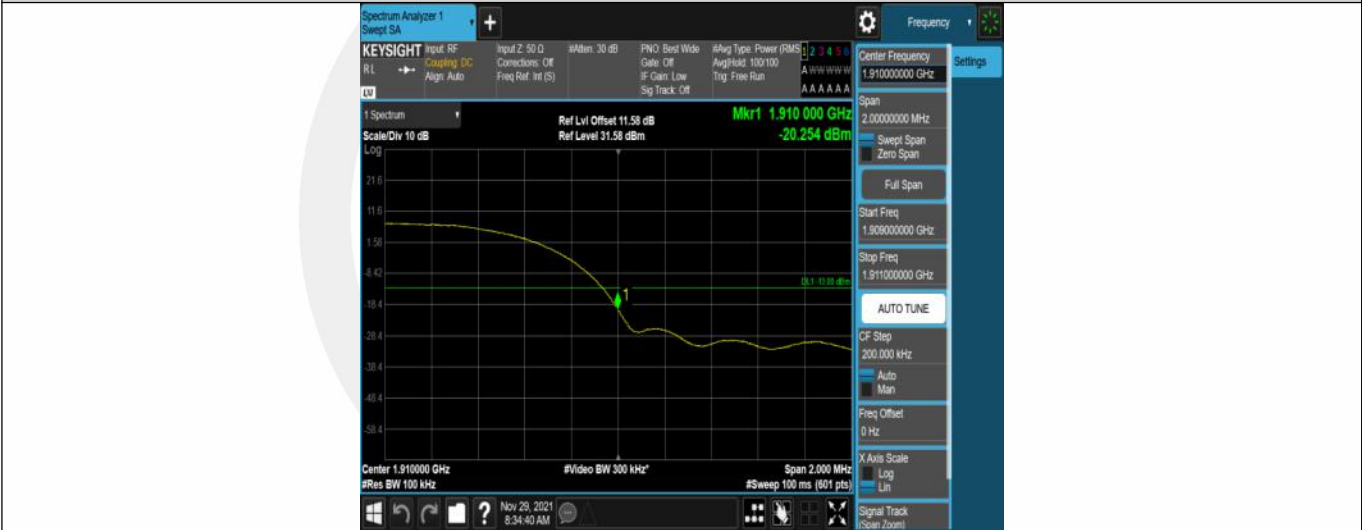 Spectrum Analyzer 1
Swept SA
+
Frequency
KEYSIGHT
RL
Input: RF
Coupling: DC
Align: Auto
Input Z: 50 Ω
Corrections: Off
Freq Ref: Int (S)
#Atten: 30 dB
PNO: Best Wide
Gate: Off
IF Gain: Low
Sig Track: Off
#Avg Type: Power (RMS
Avg|Hold: 100/100
Trig: Free Run
1 2 3 4 5 6
A W W W W W
A A A A A A
1 Spectrum
Scale/Div 10 dB
Log
Ref Lvl Offset 11.58 dB
Ref Level 31.58 dBm
Mkr1 1.910 000 GHz
-20.254 dBm
21.6
11.6
1.58
-8.42
-18.4
-28.4
-38.4
-48.4
-58.4
DL1 -13.00 dBm
1
Center 1.910000 GHz
#Res BW 100 kHz
#Video BW 300 kHz*
Span 2.000 MHz
#Sweep 100 ms (601 pts)
Center Frequency
1.910000000 GHz
Settings
Span
2.00000000 MHz
Swept Span
Zero Span
Full Span
Start Freq
1.909000000 GHz
Stop Freq
1.911000000 GHz
AUTO TUNE
CF Step
200.000 kHz
Auto
Man
Freq Offset
0 Hz
X Axis Scale
Log
Lin
Signal Track
(Span Zoom)
?
Nov 29, 2021
8:34:40 AM